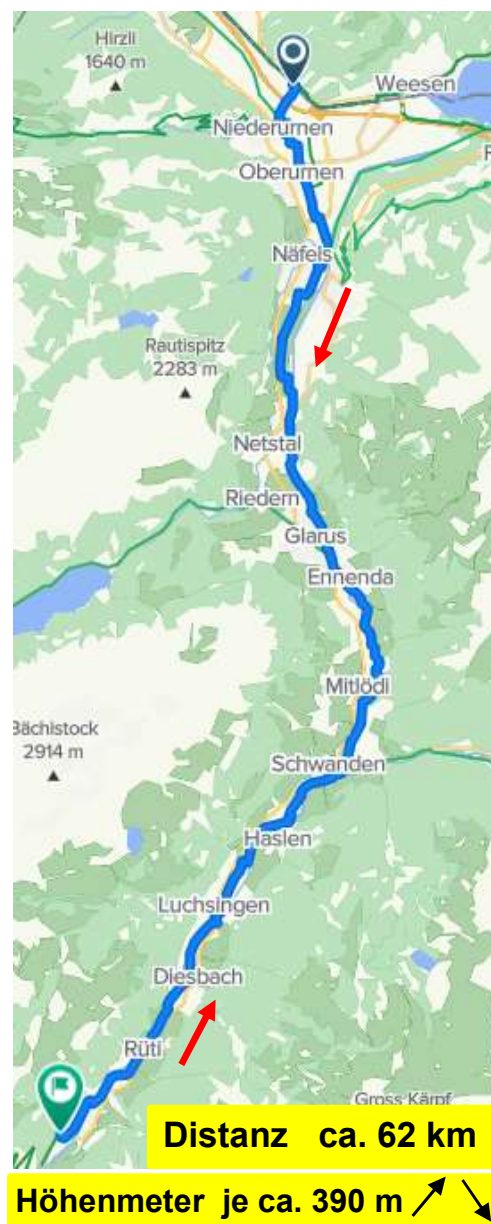 Hirzli
1640 m
Weesen
Niederurnen
Oberurnen
Näfels
Rautispitz
2283 m
Netstal
Riedern
Glarus
Ennenda
Mitlödi
Bächistock
2914 m
Schwanden
Haslen
Luchsingen
Diesbach
Rüti
Gross Kärpf
Distanz ca. 62 km
Höhenmeter je ca. 390 m